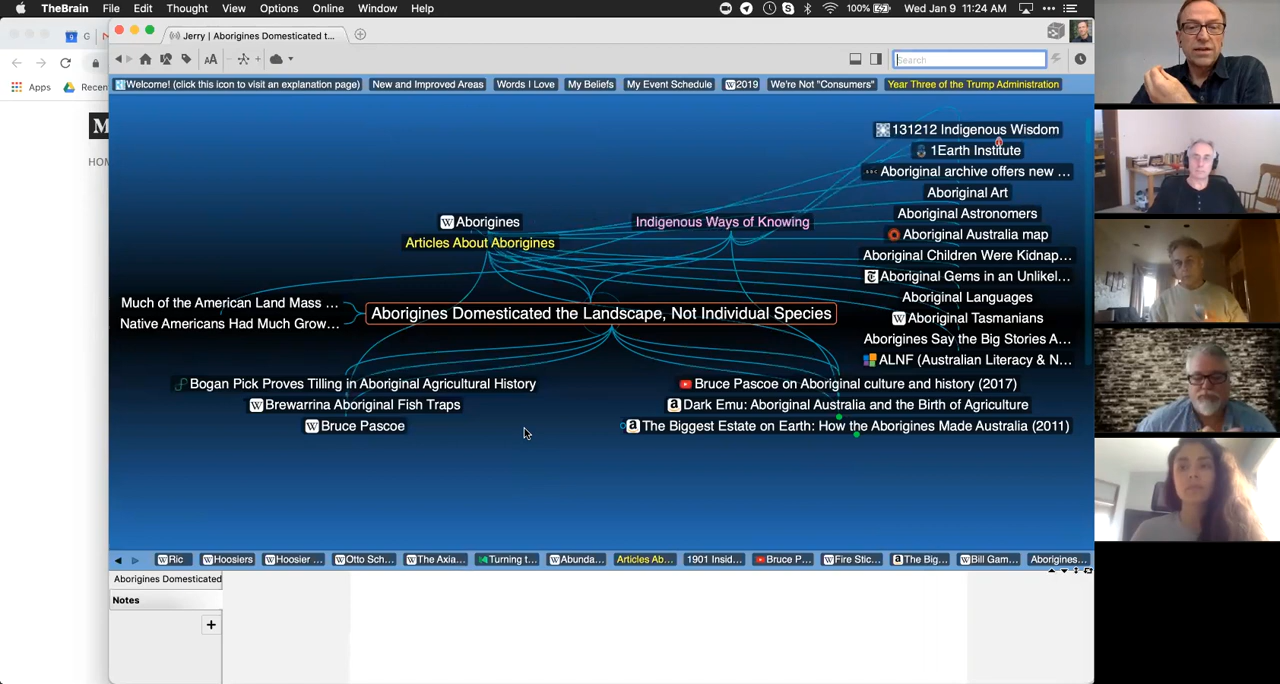 TheBrain File Edit Thought View Options Online Window Help
100% Wed Jan 9 11:24 AM
Jerry | Aborigines Domesticated t...
G
Search
Apps
Recen
Welcome! (click this icon to visit an explanation page) New and Improved Areas Words I Love My Beliefs My Event Schedule 2019 We're Not "Consumers" Year Three of the Trump Administration
M
HOM
131212 Indigenous Wisdom
1Earth Institute
Aboriginal archive offers new ...
Aboriginal Art
Aboriginal Astronomers
Aboriginal Australia map
Aboriginal Children Were Kidnap...
Aboriginal Gems in an Unlikel...
Aboriginal Languages
Aboriginal Tasmanians
Aborigines Say the Big Stories A...
ALNF (Australian Literacy & N...
Aborigines
Articles About Aborigines
Indigenous Ways of Knowing
Much of the American Land Mass ...
Native Americans Had Much Grow...
Aborigines Domesticated the Landscape, Not Individual Species
Bogan Pick Proves Tilling in Aboriginal Agricultural History
Brewarrina Aboriginal Fish Traps
Bruce Pascoe
Bruce Pascoe on Aboriginal culture and history (2017)
Dark Emu: Aboriginal Australia and the Birth of Agriculture
The Biggest Estate on Earth: How the Aborigines Made Australia (2011)
Ric Hoosiers Hoosier ... Otto Sch... The Axia... Turning t... Abunda... Articles Ab... 1901 Insid... Bruce P... Fire Stic... The Big... Bill Gam... Aborigines...
Aborigines Domesticated
Notes